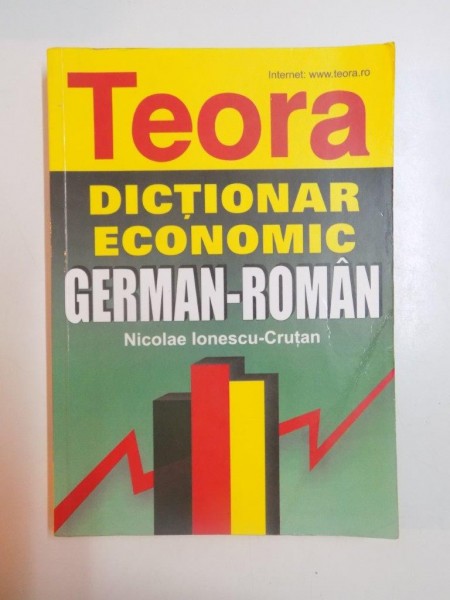 Internet: www.teora.ro
Teora
DICȚIONAR
ECONOMIC
GERMAN-ROMÂN
Nicolae Ionescu-Cruțan